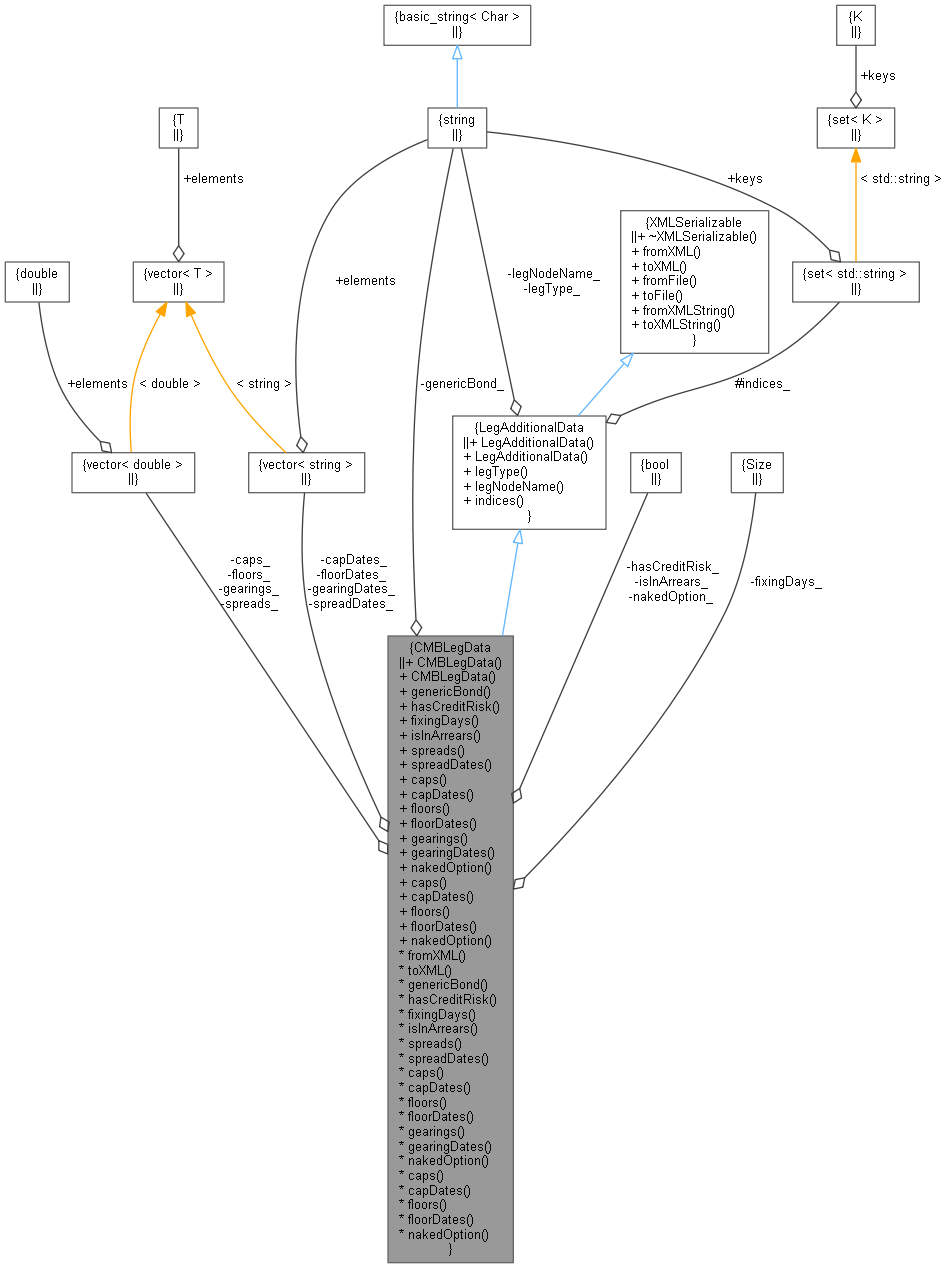 {basic_string< Char >
||}
{K
||}
+keys
{T
||}
{string
||}
{set< K >
||}
+elements
+keys
< std::string >
{XMLSerializable
||+ ~XMLSerializable()
+ fromXML()
+ toXML()
+ fromFile()
+ toFile()
+ fromXMLString()
+ toXMLString()
}
{double
||}
{vector< T >
||}
+elements
-legNodeName_
-legType_
{set< std::string >
||}
+elements
< double >
< string >
-genericBond_
#indices_
{LegAdditionalData
||+ LegAdditionalData()
+ LegAdditionalData()
+ legType()
+ legNodeName()
+ indices()
}
{vector< double >
||}
{vector< string >
||}
{bool
||}
{Size
||}
-caps_
-floors_
-gearings_
-spreads_
-capDates_
-floorDates_
-gearingDates_
-spreadDates_
-hasCreditRisk_
-isInArrears_
-nakedOption_
-fixingDays_
{CMBLegData
||+ CMBLegData()
+ CMBLegData()
+ genericBond()
+ hasCreditRisk()
+ fixingDays()
+ isInArrears()
+ spreads()
+ spreadDates()
+ caps()
+ capDates()
+ floors()
+ floorDates()
+ gearings()
+ gearingDates()
+ nakedOption()
+ caps()
+ capDates()
+ floors()
+ floorDates()
+ nakedOption()
* fromXML()
* toXML()
* genericBond()
* hasCreditRisk()
* fixingDays()
* isInArrears()
* spreads()
* spreadDates()
* caps()
* capDates()
* floors()
* floorDates()
* gearings()
* gearingDates()
* nakedOption()
* caps()
* capDates()
* floors()
* floorDates()
* nakedOption()
}